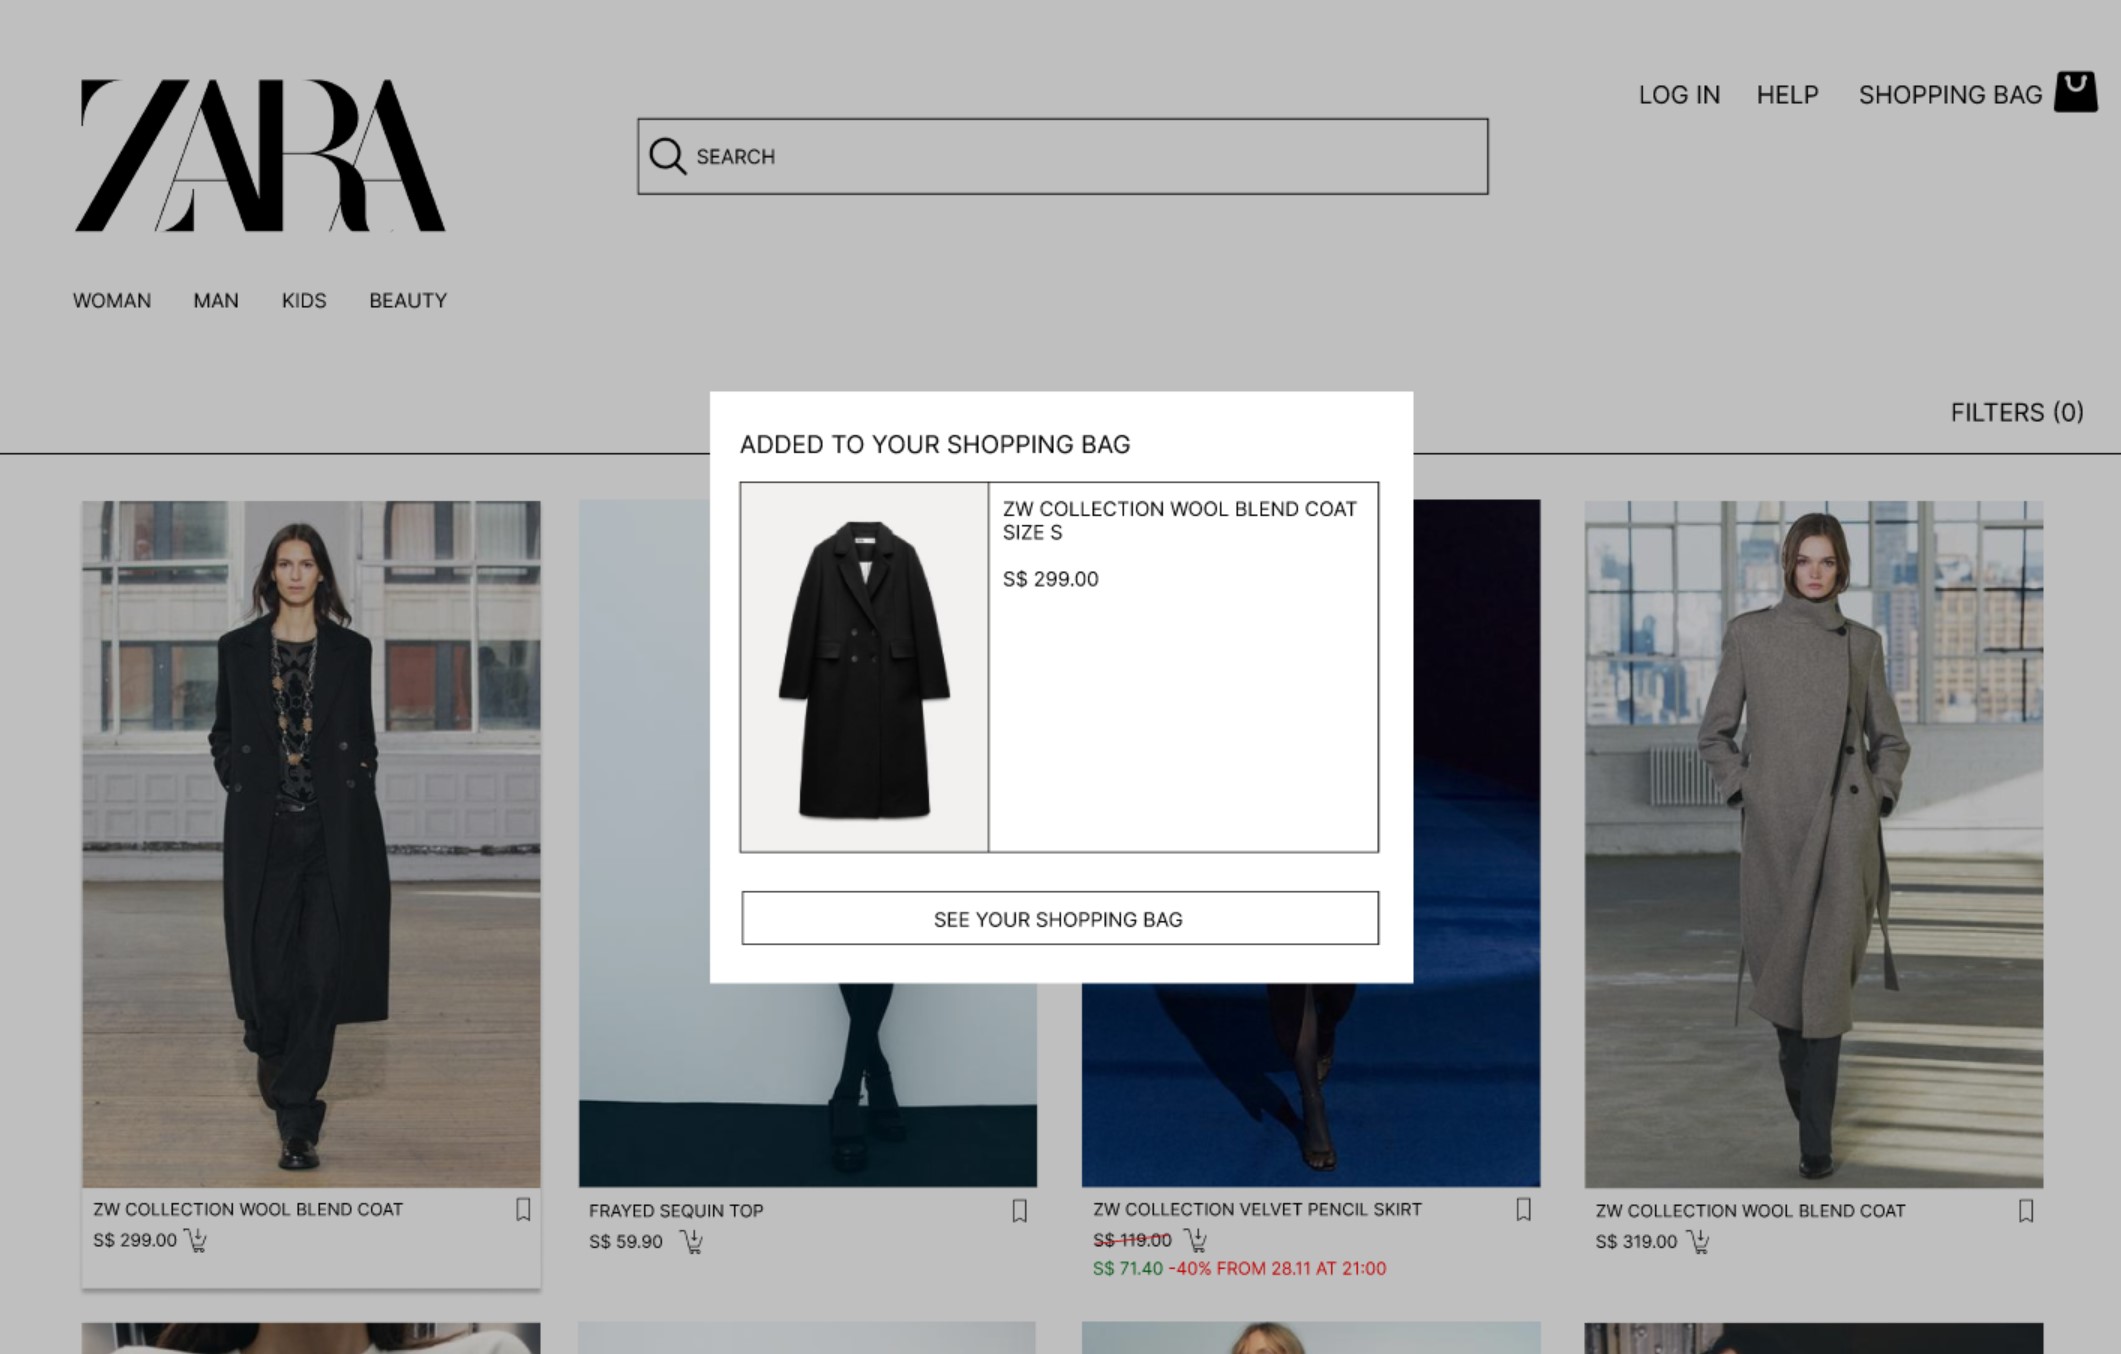 ZARA
LOG IN
HELP
SHOPPING BAG
SEARCH
WOMAN
MAN
KIDS
BEAUTY
FILTERS (0)
ADDED TO YOUR SHOPPING BAG
ZW COLLECTION WOOL BLEND COAT
SIZE S
S$ 299.00
SEE YOUR SHOPPING BAG
ZW COLLECTION WOOL BLEND COAT
S$ 299.00
FRAYED SEQUIN TOP
S$ 59.90
ZW COLLECTION VELVET PENCIL SKIRT
S$ 119.00
S$ 71.40 -40% FROM 28.11 AT 21:00
ZW COLLECTION WOOL BLEND COAT
S$ 319.00